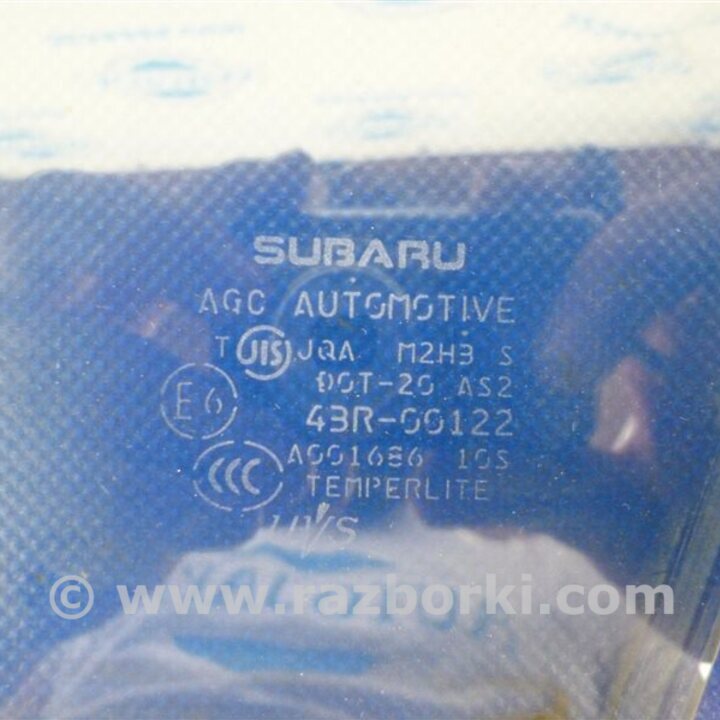 SUBARU
AGC AUTOMOTIVE
T JIS JQA M2H3 S
DOT-20 AS2
E6 43R-00122
A001686 10S
CCC TEMPERLITE
© www.razborki.com